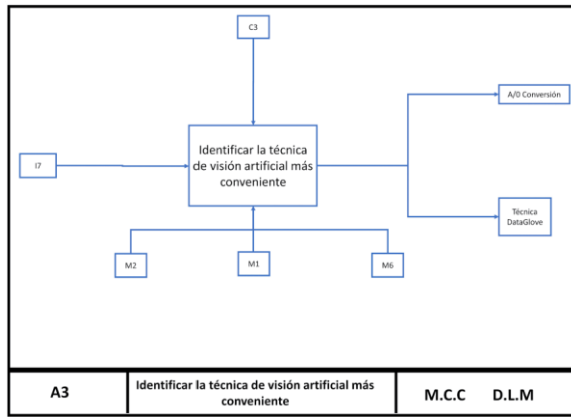 C3
A/D Conversión
Identificar la técnica
de visión artificial más
conveniente
I7
Técnica
DataGlove
M2
M1
M6
A3
Identificar la técnica de visión artificial más
conveniente
M.C.C D.L.M